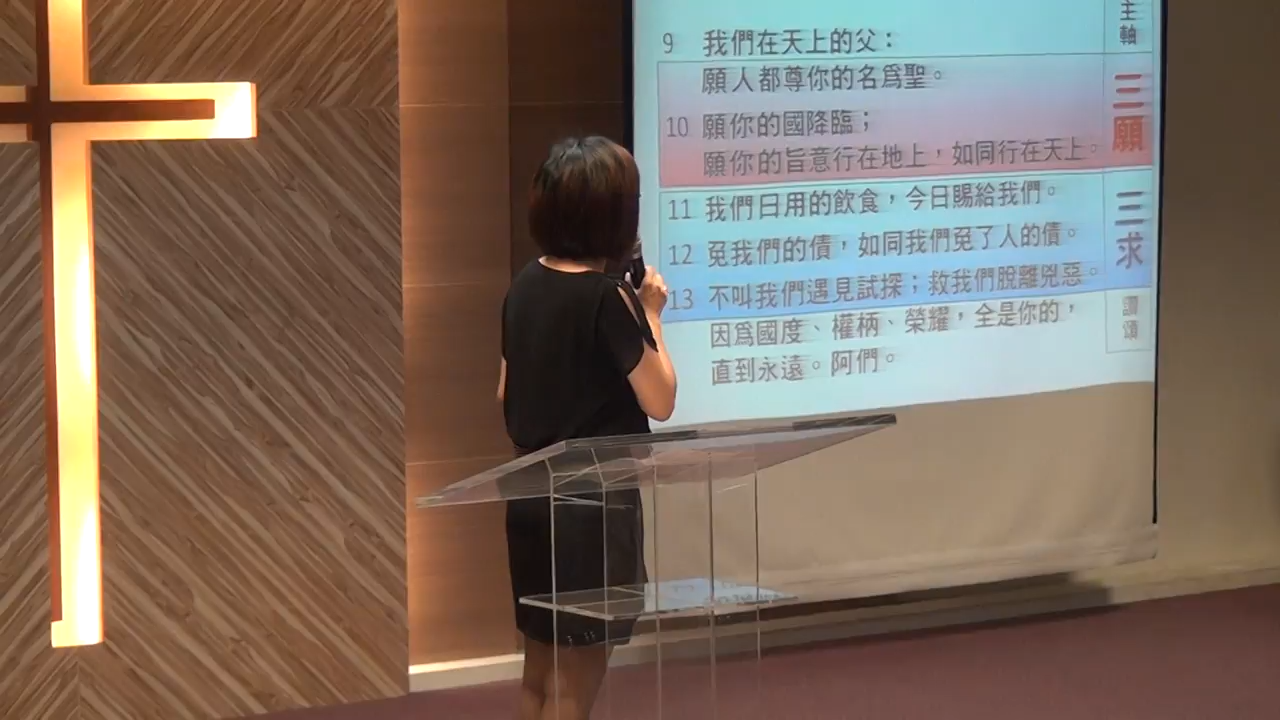 主軸
9 我們在天上的父：
願人都尊你的名為聖。
三願
10 願你的國降臨；
願你的旨意行在地上，如同行在天上。
三求
11 我們日用的飲食，今日賜給我們。
12 免我們的債，如同我們免了人的債。
13 不叫我們遇見試探；救我們脫離兇惡。
讚頌
因為國度、權柄、榮耀，全是你的，
直到永遠。阿們。